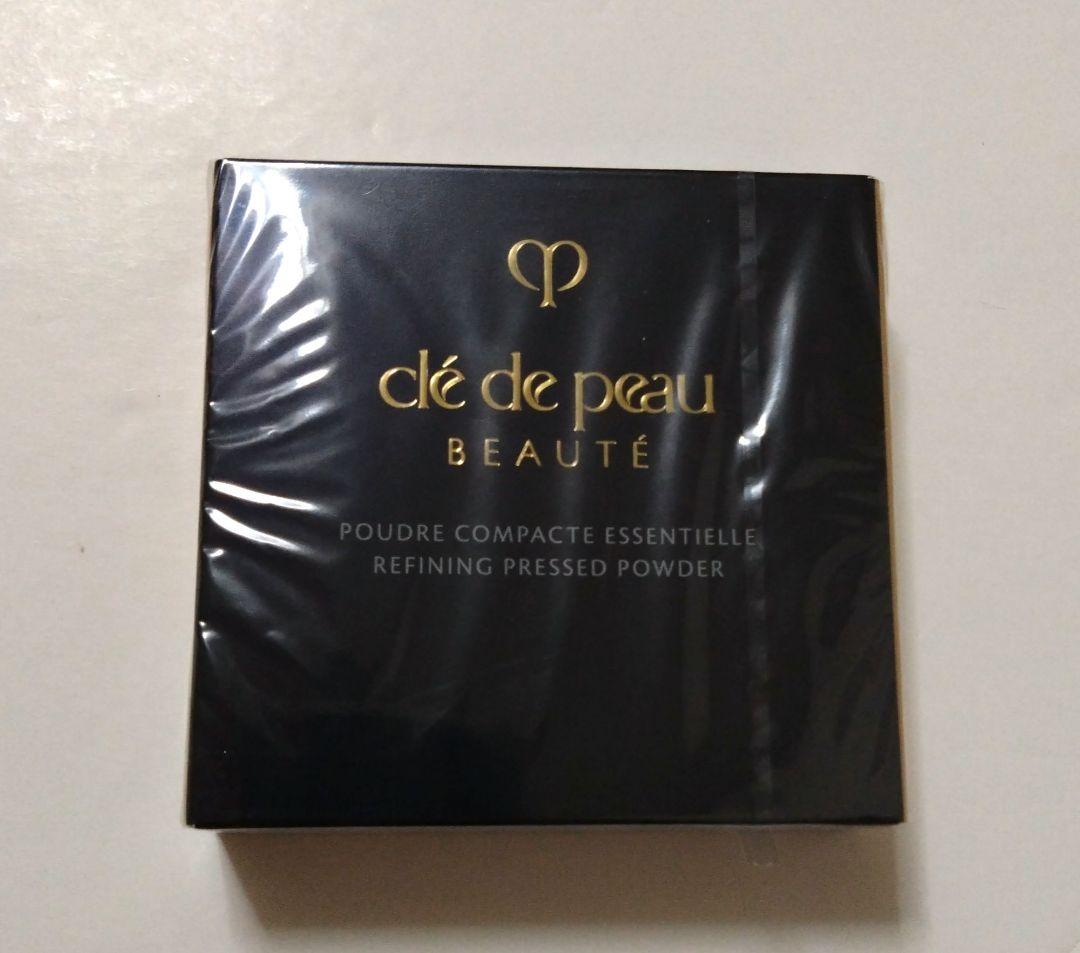 clé de peau
BEAUTÉ
POUDRE COMPACTE ESSENTIELLE
REFINING PRESSED POWDER